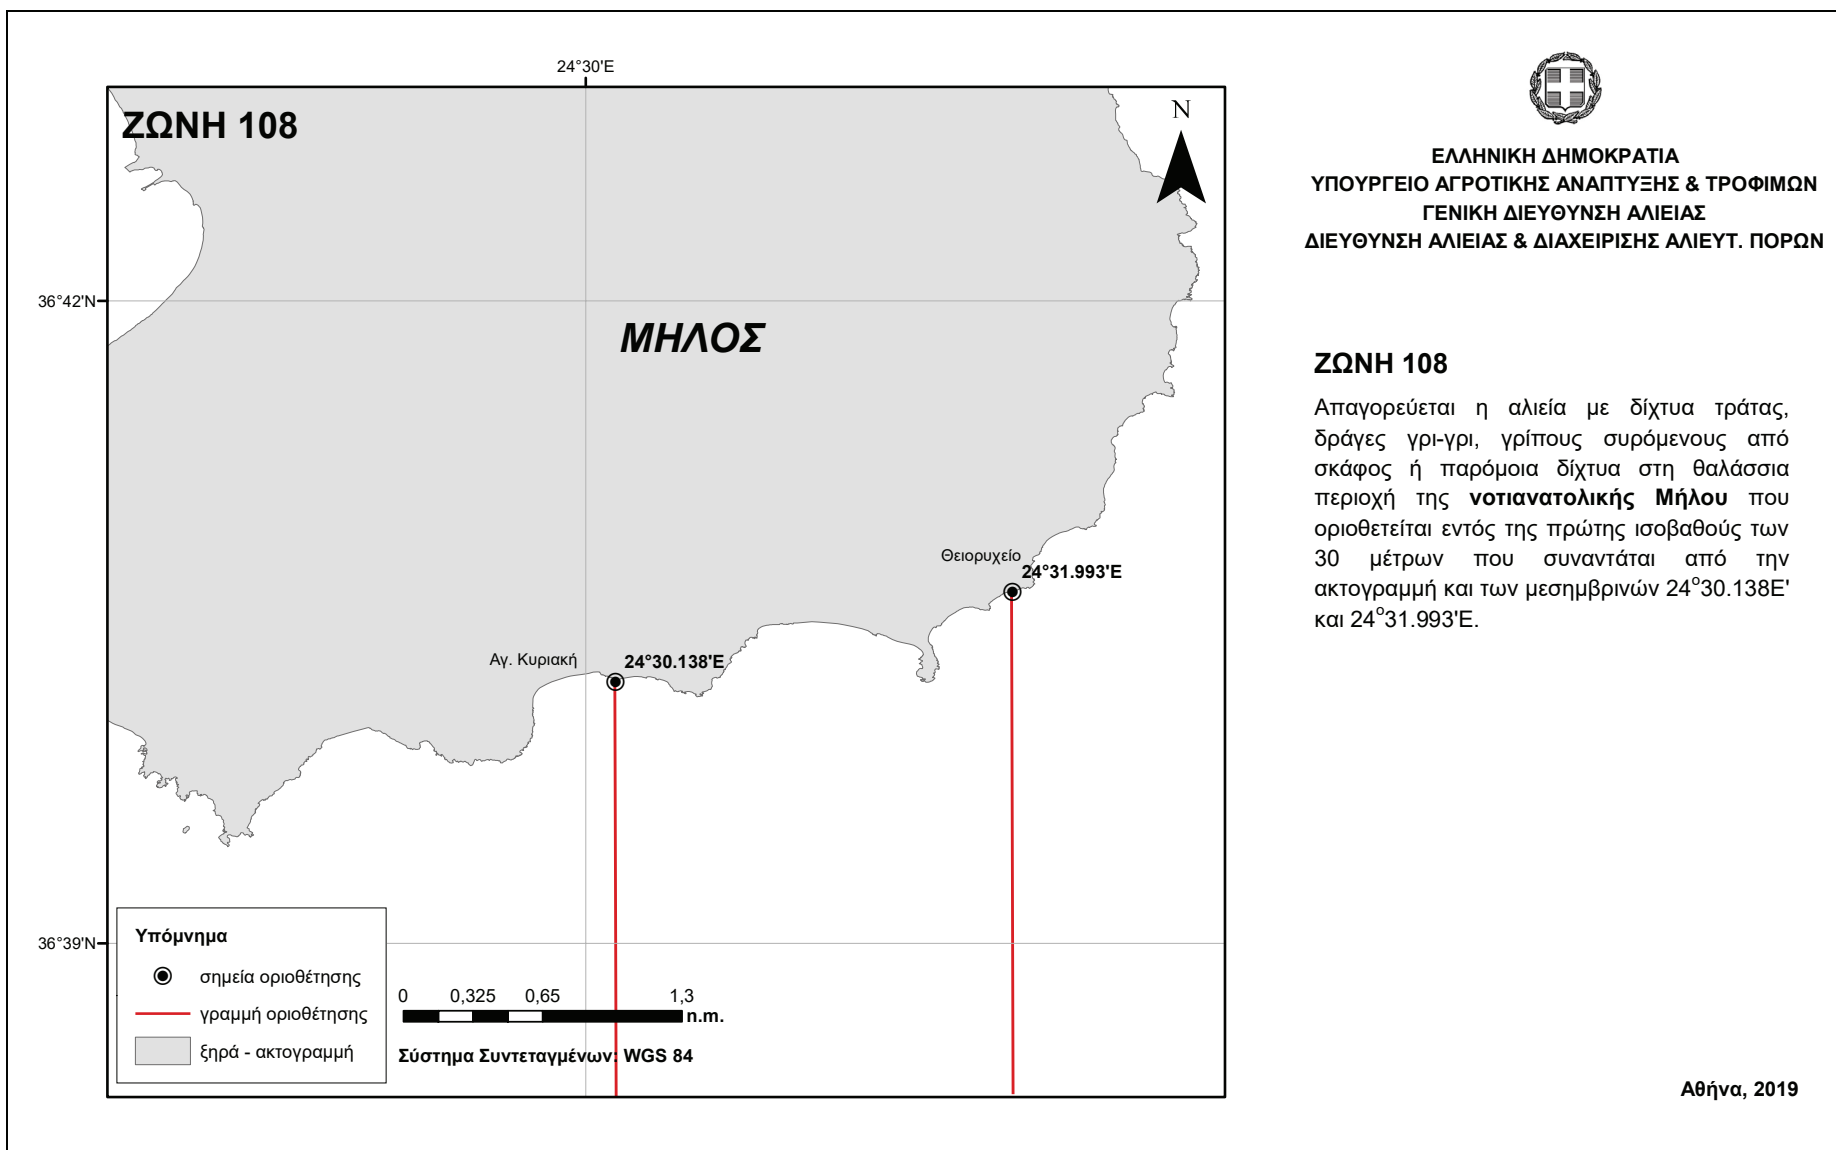 24°30'E
ΖΩΝΗ 108
N
36°42'N
ΜΗΛΟΣ
Θειορυχείο
24°31.993'E
Αγ. Κυριακή
24°30.138'E
36°39'N
Υπόμνημα
σημεία οριοθέτησης
γραμμή οριοθέτησης
ξηρά - ακτογραμμή
0 0,325 0,65 1,3
n.m.
Σύστημα Συντεταγμένων: WGS 84
ΕΛΛΗΝΙΚΗ ΔΗΜΟΚΡΑΤΙΑ
ΥΠΟΥΡΓΕΙΟ ΑΓΡΟΤΙΚΗΣ ΑΝΑΠΤΥΞΗΣ & ΤΡΟΦΙΜΩΝ
ΓΕΝΙΚΗ ΔΙΕΥΘΥΝΣΗ ΑΛΙΕΙΑΣ
ΔΙΕΥΘΥΝΣΗ ΑΛΙΕΙΑΣ & ΔΙΑΧΕΙΡΙΣΗΣ ΑΛΙΕΥΤ. ΠΟΡΩΝ
ΖΩΝΗ 108
Απαγορεύεται η αλιεία με δίχτυα τράτας,
δράγες γρι-γρι, γρίπους συρόμενους από
σκάφος ή παρόμοια δίχτυα στη θαλάσσια
περιοχή της νοτιανατολικής Μήλου που
οριοθετείται εντός της πρώτης ισοβαθούς των
30 μέτρων που συναντάται από την
ακτογραμμή και των μεσημβρινών 24°30.138E'
και 24°31.993'E.
Αθήνα, 2019